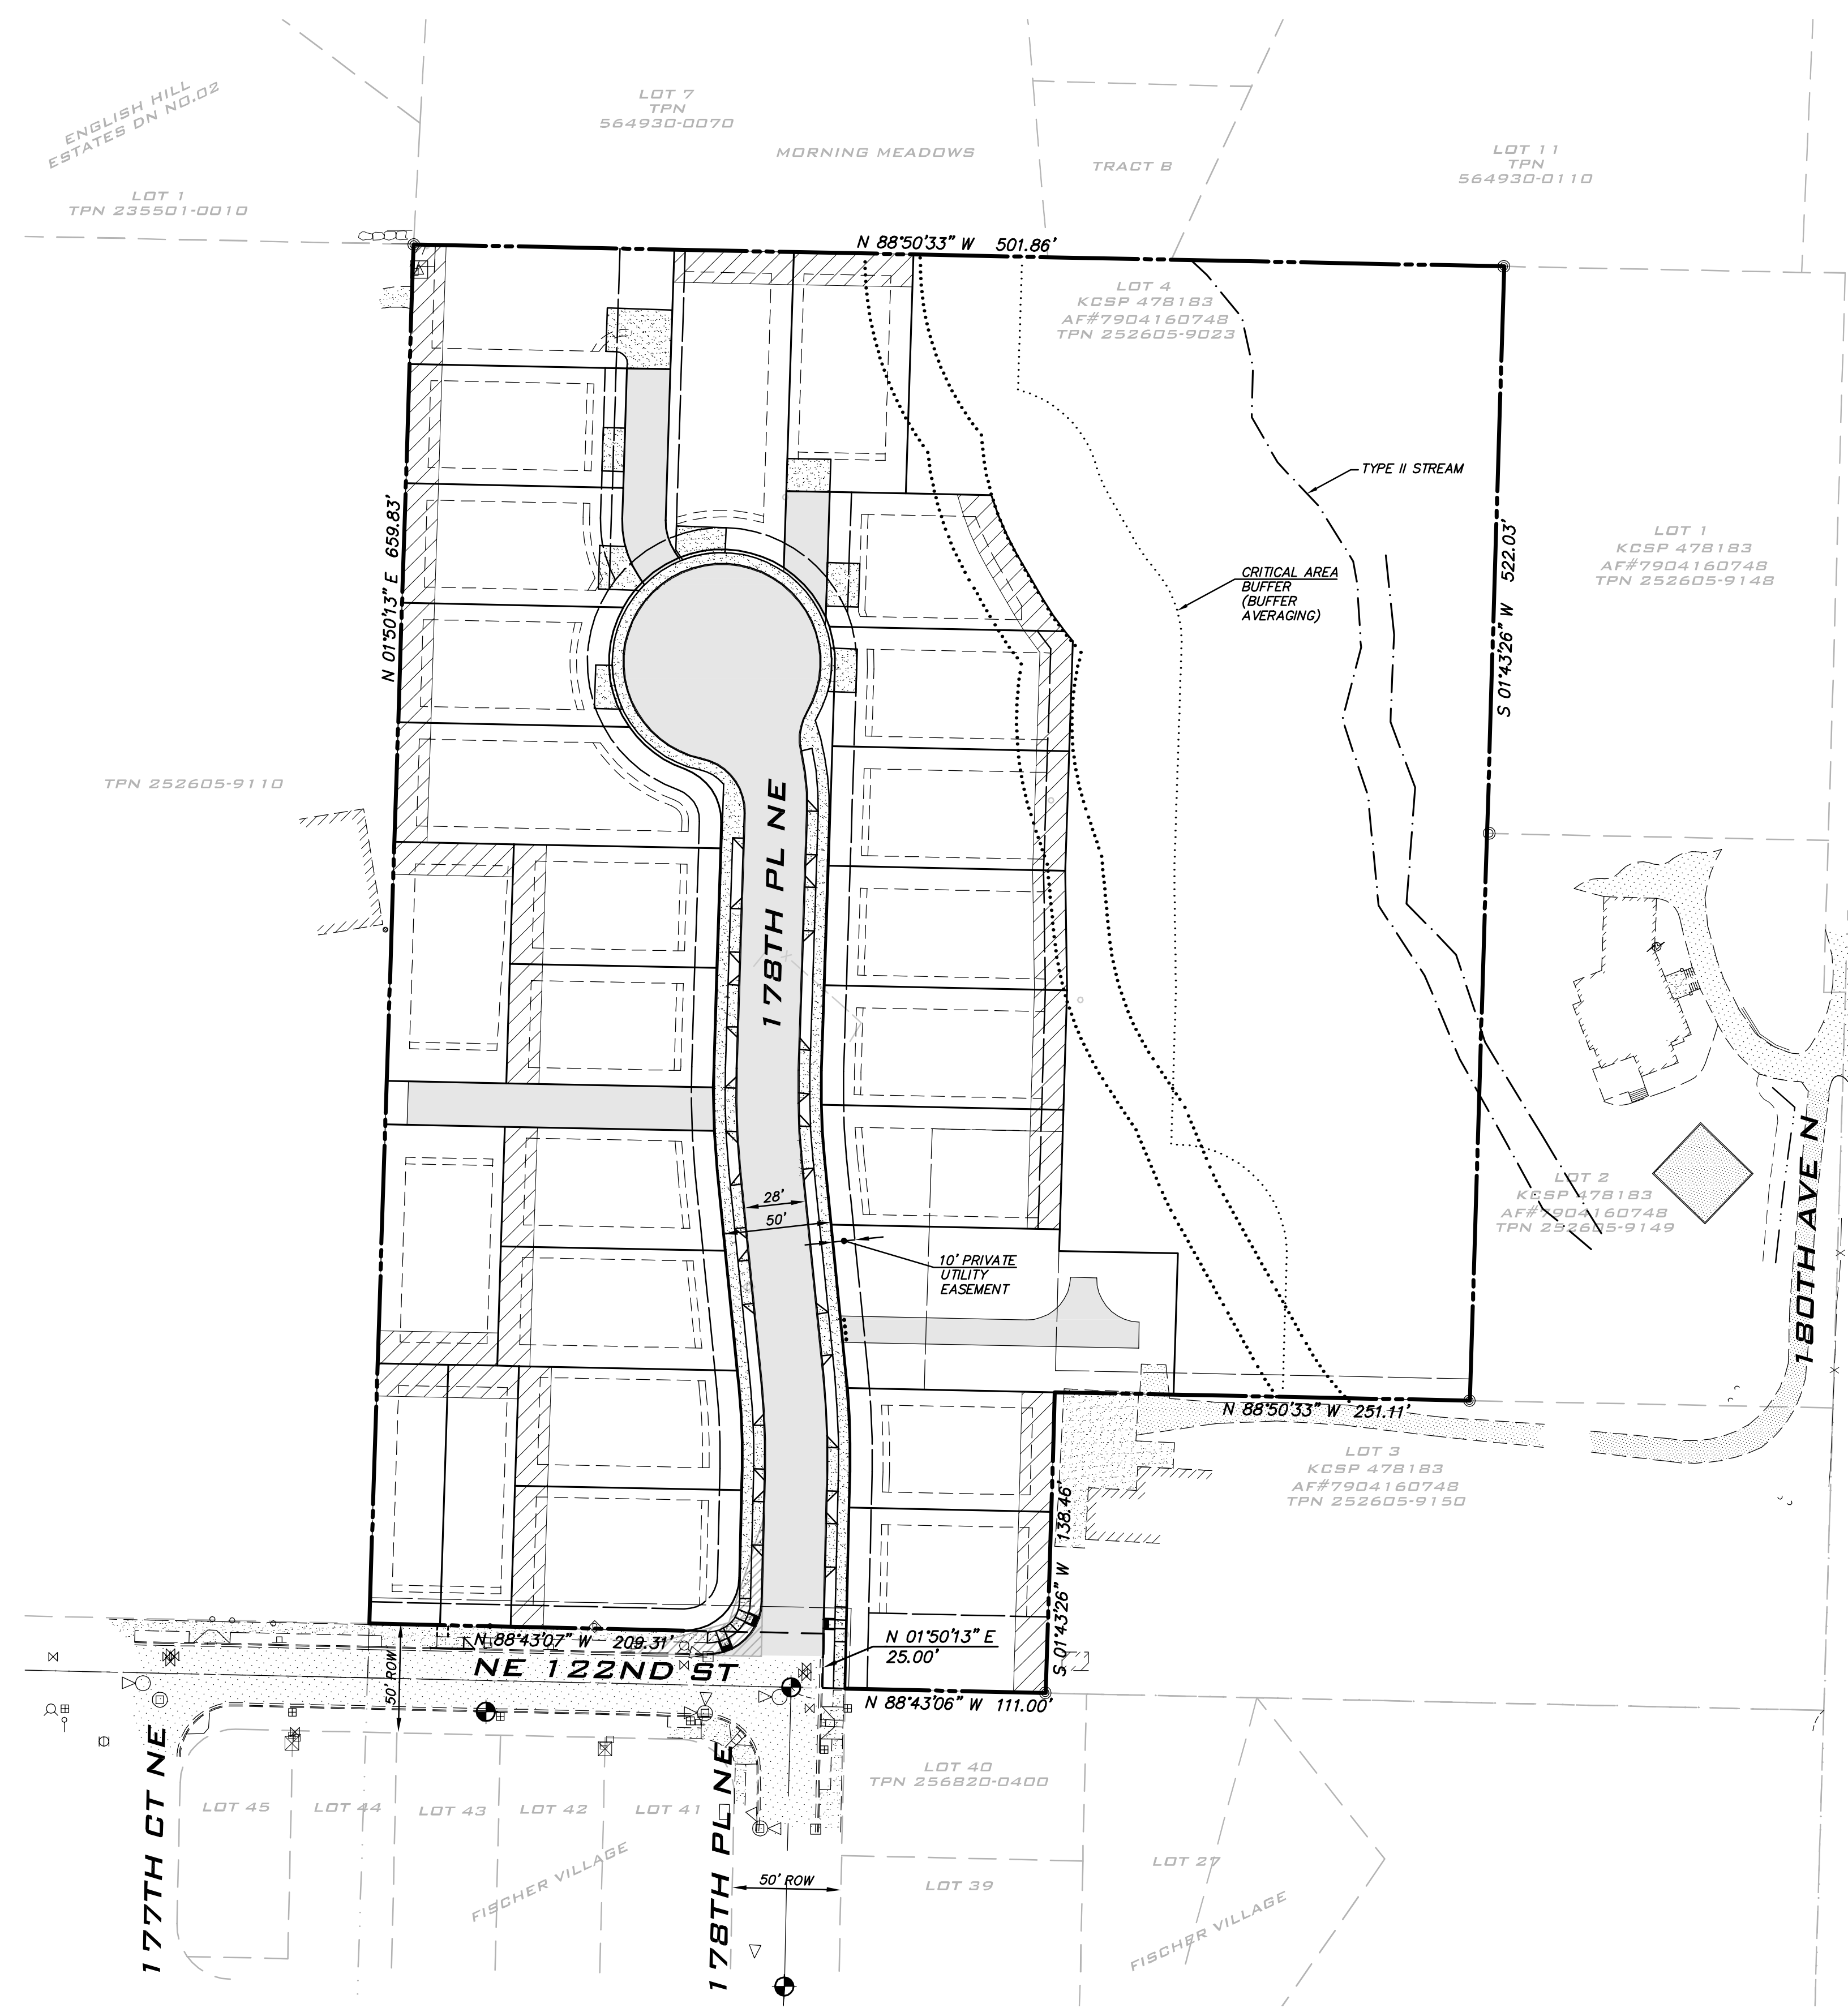 ENGLISH HILL
ESTATES DN NO.02
LOT 7
TPN
564930-0070
MORNING MEADOWS
TRACT B
LOT 11
TPN
564930-0110
LOT 1
TPN 235501-0010
N 88°50'33" W 501.86'
LOT 4
KCSP 478183
AF#7904160748
TPN 252605-9023
TYPE II STREAM
N 01°50'13" E 659.83'
S 01°43'26" W 522.03'
LOT 1
KCSP 478183
AF#7904160748
TPN 252605-9148
CRITICAL AREA
BUFFER
(BUFFER
AVERAGING)
TPN 252605-9110
178TH PL NE
28'
50'
10' PRIVATE
UTILITY
EASEMENT
LOT 2
KCSP 478183
AF#7904160748
TPN 252605-9149
180TH AVE N
N 88°50'33" W 251.11'
LOT 3
KCSP 478183
AF#7904160748
TPN 252605-9150
S 01°43'26" W 138.46'
N 88°43'07" W 209.31'
N 01°50'13" E
25.00'
NE 122ND ST
50' ROW
N 88°43'06" W 111.00'
177TH CT NE
178TH PL NE
LOT 40
TPN 256820-0400
LOT 45
LOT 44
LOT 43
LOT 42
LOT 41
FISCHER VILLAGE
50' ROW
LOT 39
LOT 27
FISCHER VILLAGE